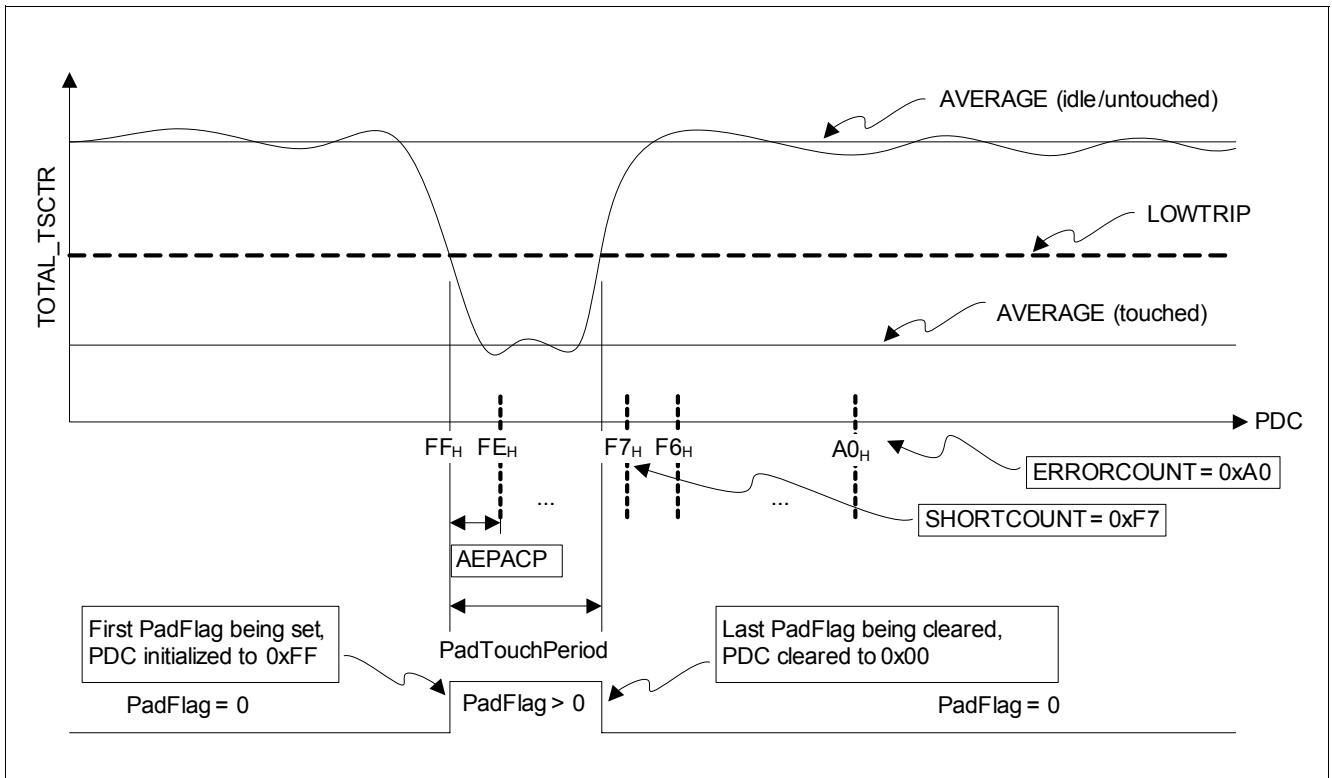 TOTAL_TSCTR
AVERAGE (idle/untouched)
LOWTRIP
AVERAGE (touched)
PDC
FFH FEH F7H F6H A0H
ERRORCOUNT = 0xA0
... ...
SHORTCOUNT = 0xF7
AEPACP
First PadFlag being set,
PDC initialized to 0xFF
PadTouchPeriod
Last PadFlag being cleared,
PDC cleared to 0x00
PadFlag = 0 PadFlag > 0 PadFlag = 0